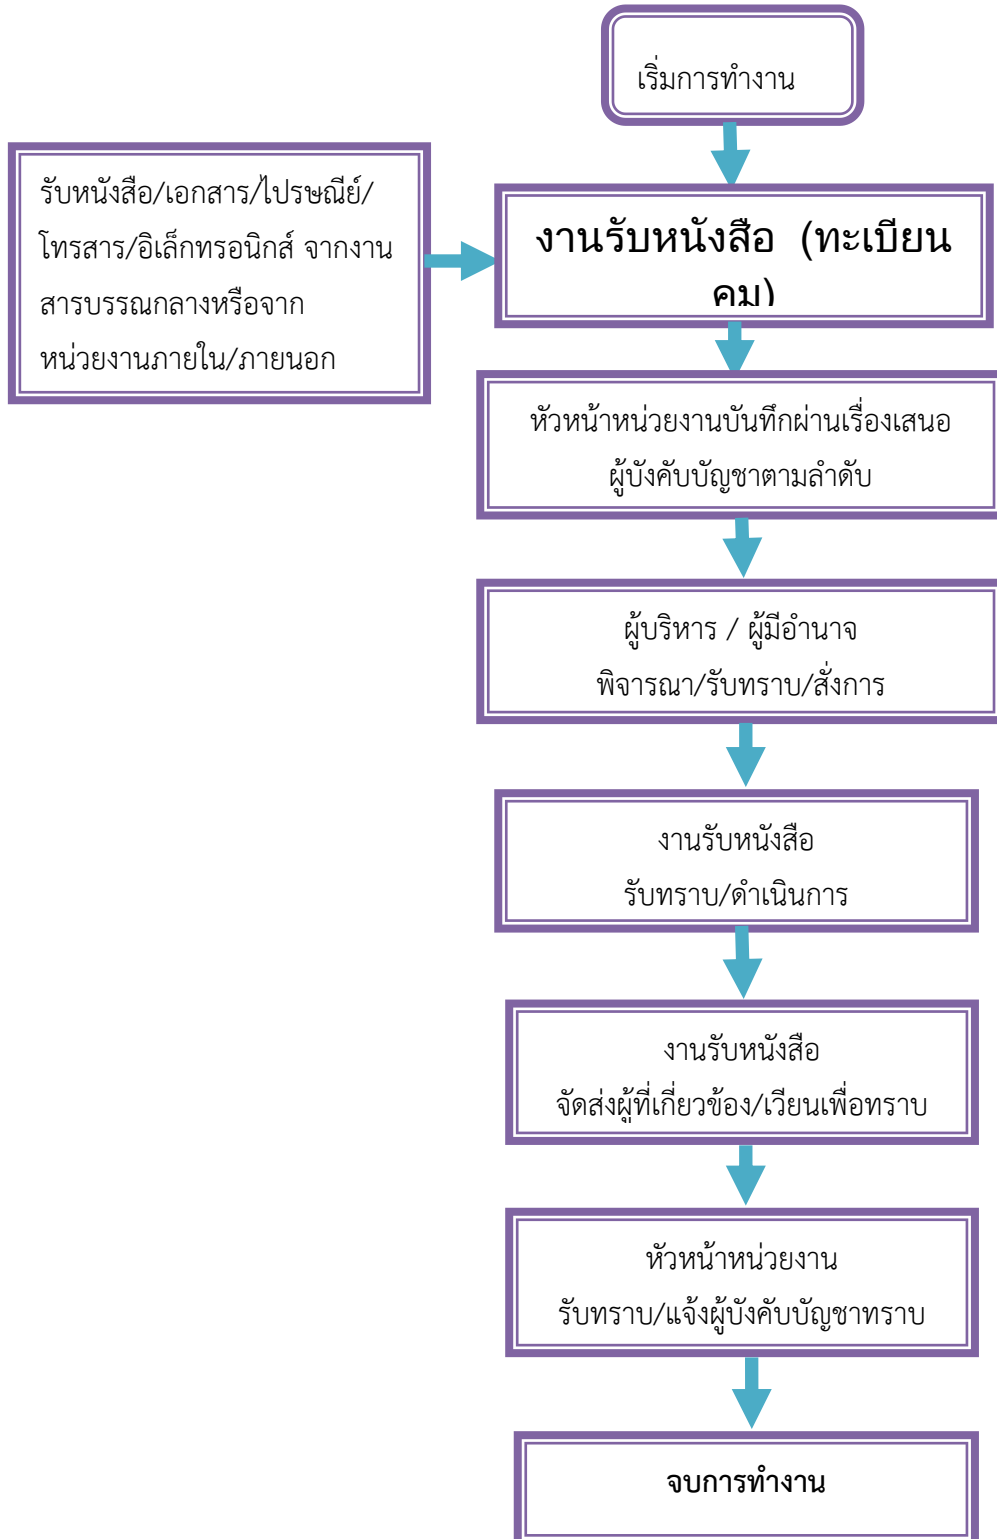 เริ่มการทำงาน
รับหนังสือ/เอกสาร/ไปรษณีย์/
โทรสาร/อิเล็กทรอนิกส์ จากงาน
สารบรรณกลางหรือจาก
หน่วยงานภายใน/ภายนอก
งานรับหนังสือ (ทะเบียน
คุม)
หัวหน้าหน่วยงานบันทึกผ่านเรื่องเสนอ
ผู้บังคับบัญชาตามลำดับ
ผู้บริหาร / ผู้มีอำนาจ
พิจารณา/รับทราบ/สั่งการ
งานรับหนังสือ
รับทราบ/ดำเนินการ
งานรับหนังสือ
จัดส่งผู้ที่เกี่ยวข้อง/เวียนเพื่อทราบ
หัวหน้าหน่วยงาน
รับทราบ/แจ้งผู้บังคับบัญชาทราบ
จบการทำงาน